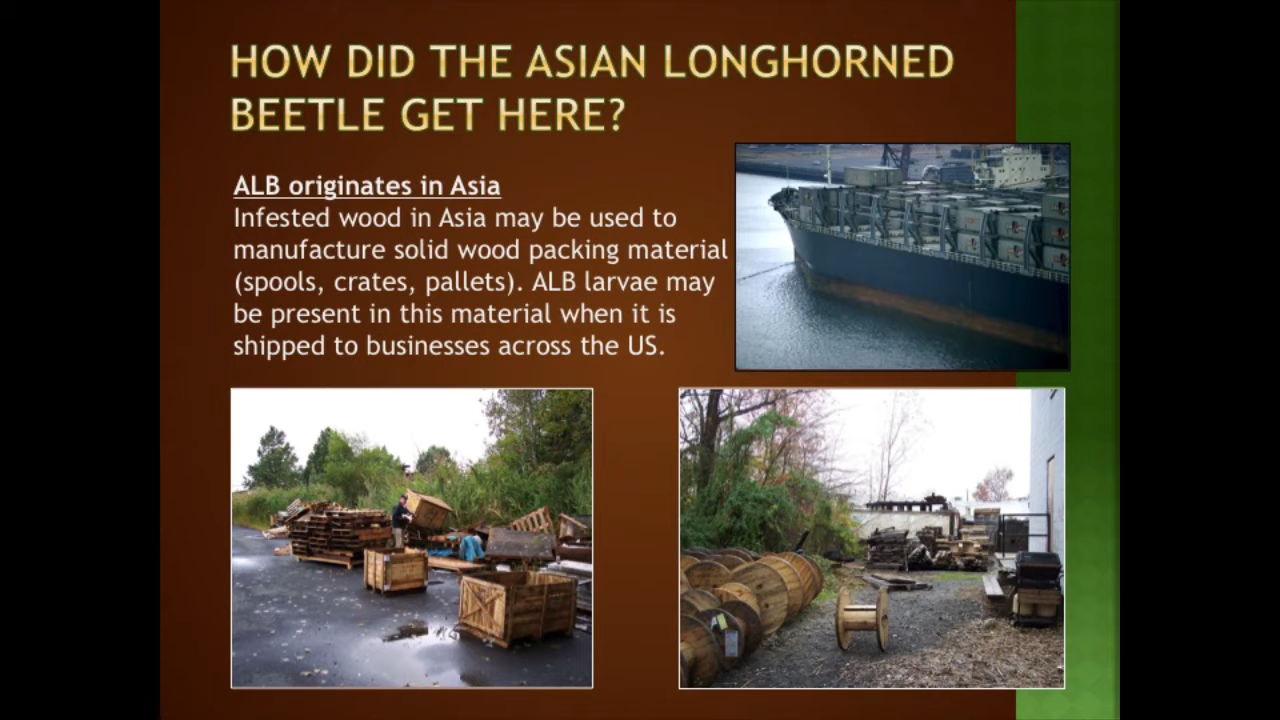 HOW DID THE ASIAN LONGHORNED
BEETLE GET HERE?
ALB originates in Asia
Infested wood in Asia may be used to
manufacture solid wood packing material
(spools, crates, pallets). ALB larvae may
be present in this material when it is
shipped to businesses across the US.